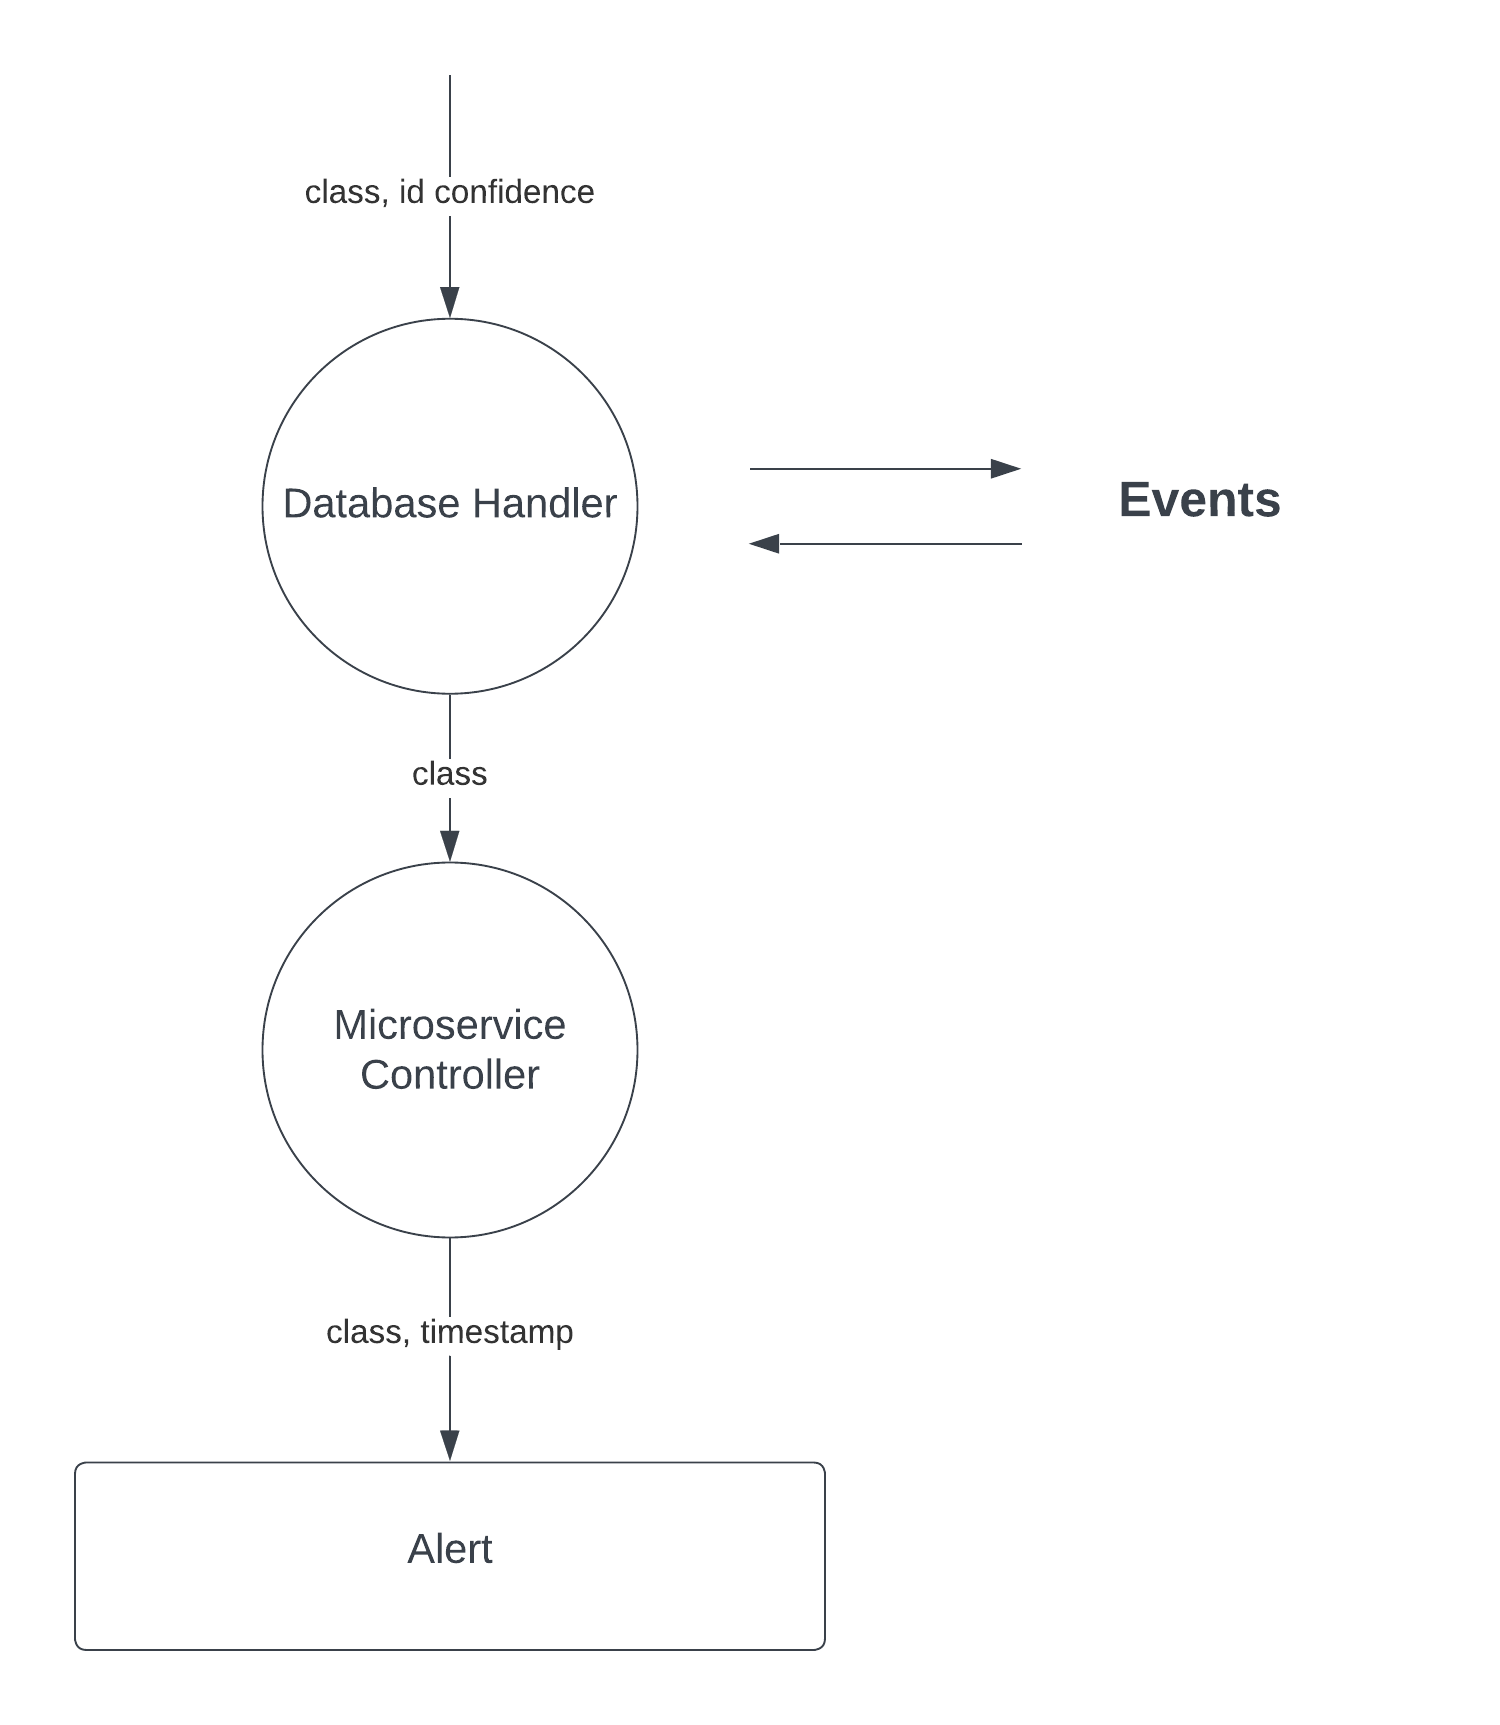 class, id confidence
Database Handler
Events
class
Microservice
Controller
class, timestamp
Alert